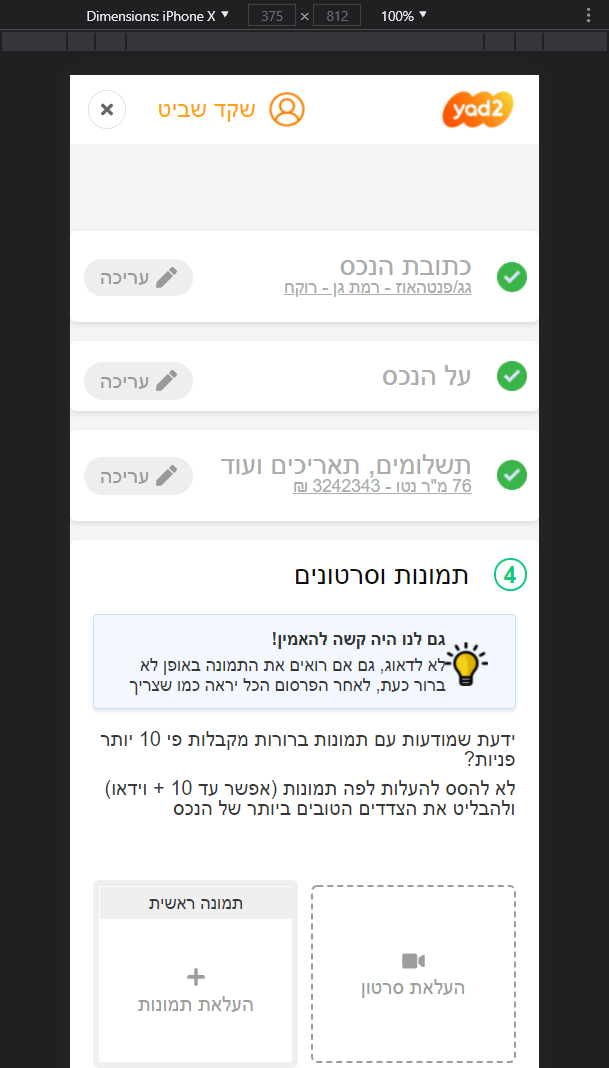 Dimensions: iPhone X ▼ 375 × 812 100% ▼
yad2 שקד שביט
כתובת הנכס
גג/פנטהאוז - רמת גן - רוקח
עריכה
על הנכס
עריכה
תשלומים, תאריכים ועוד
76 מ"ר נטו - 3242343 ₪
עריכה
4 תמונות וסרטונים
גם לנו היה קשה להאמין!
לא לדאוג, גם אם רואים את התמונה באופן לא
ברור כעת, לאחר הפרסום הכל יראה כמו שצריך
ידעת שמודעות עם תמונות ברורות מקבלות פי 10 יותר
פניות?
לא להסס להעלות לפה תמונות (אפשר עד 10 + וידאו)
ולהבליט את הצדדים הטובים ביותר של הנכס
העלאת סרטון
תמונה ראשית
העלאת תמונות